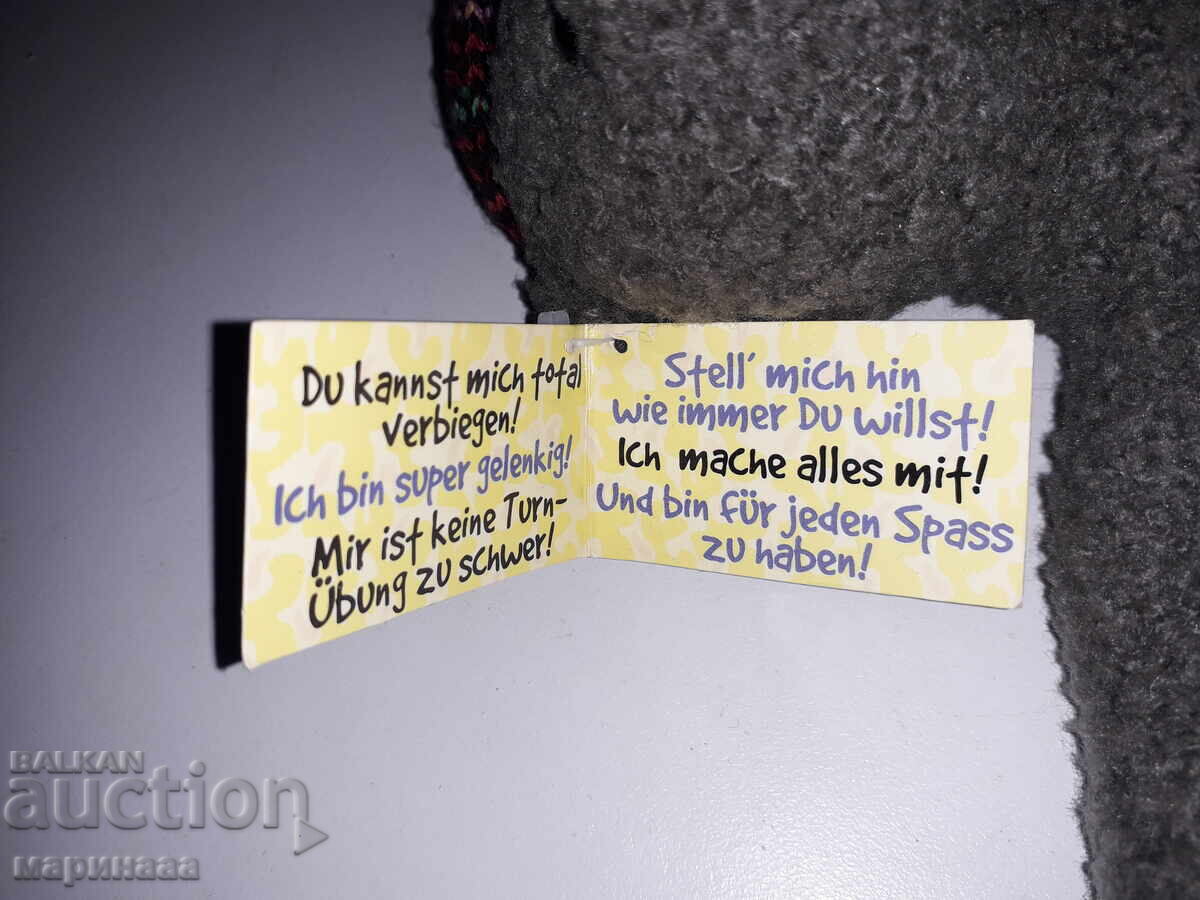 Du kannst mich total
verbiegen!
Ich bin super gelenkig!
Mir ist keine Turn-
Übung zu schwer!
Stell' mich hin
wie immer Du willst!
Ich mache alles mit!
Und bin für jeden Spass
zu haben!
BALKAN
auction
маринааа